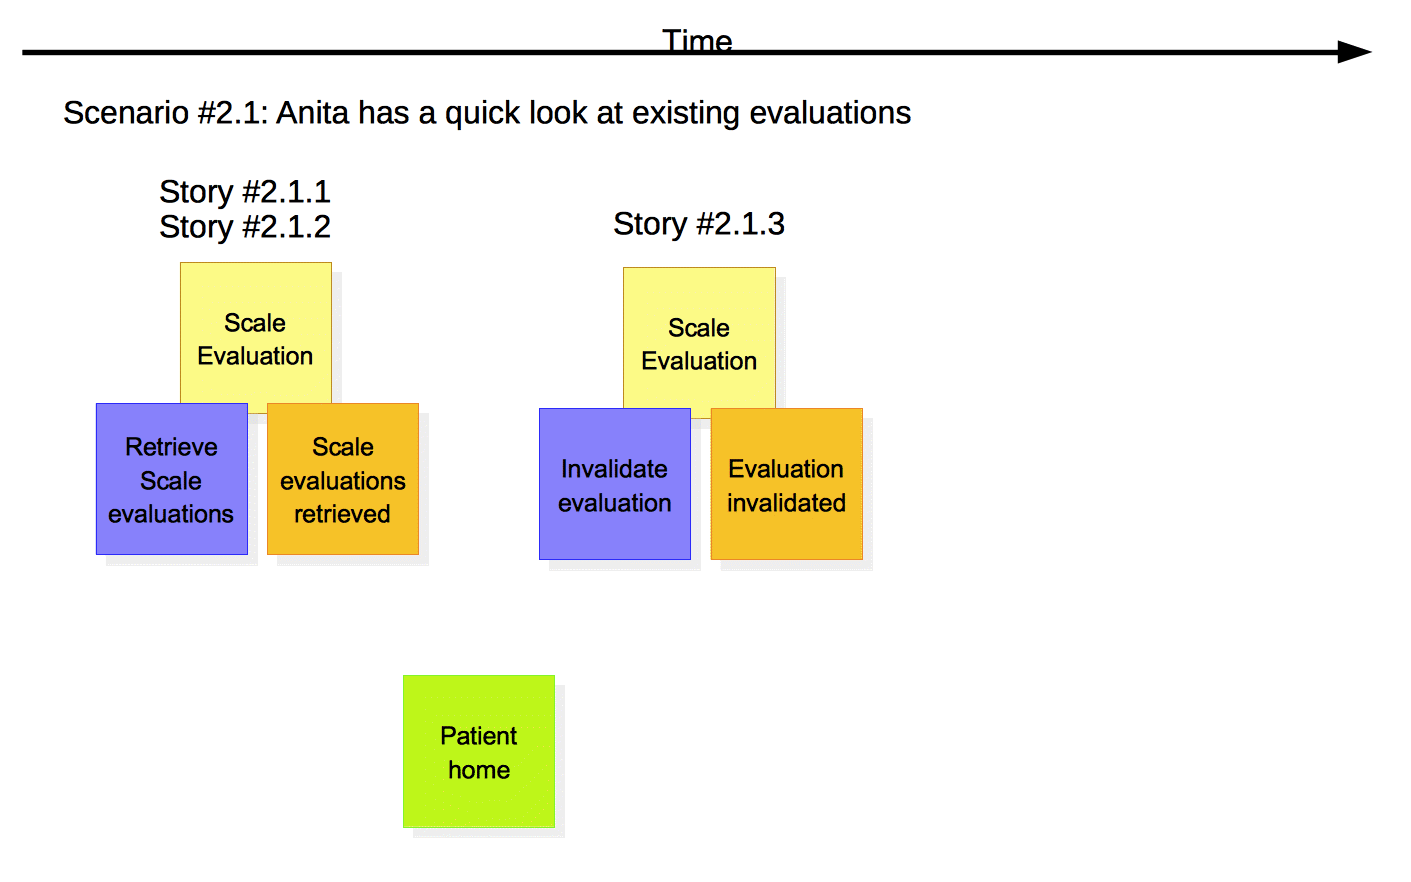 Time
Scenario #2.1: Anita has a quick look at existing evaluations
Story #2.1.1
Story #2.1.2
Scale
Evaluation
Retrieve
Scale
evaluations
Scale
evaluations
retrieved
Story #2.1.3
Scale
Evaluation
Invalidate
evaluation
Evaluation
invalidated
Patient
home